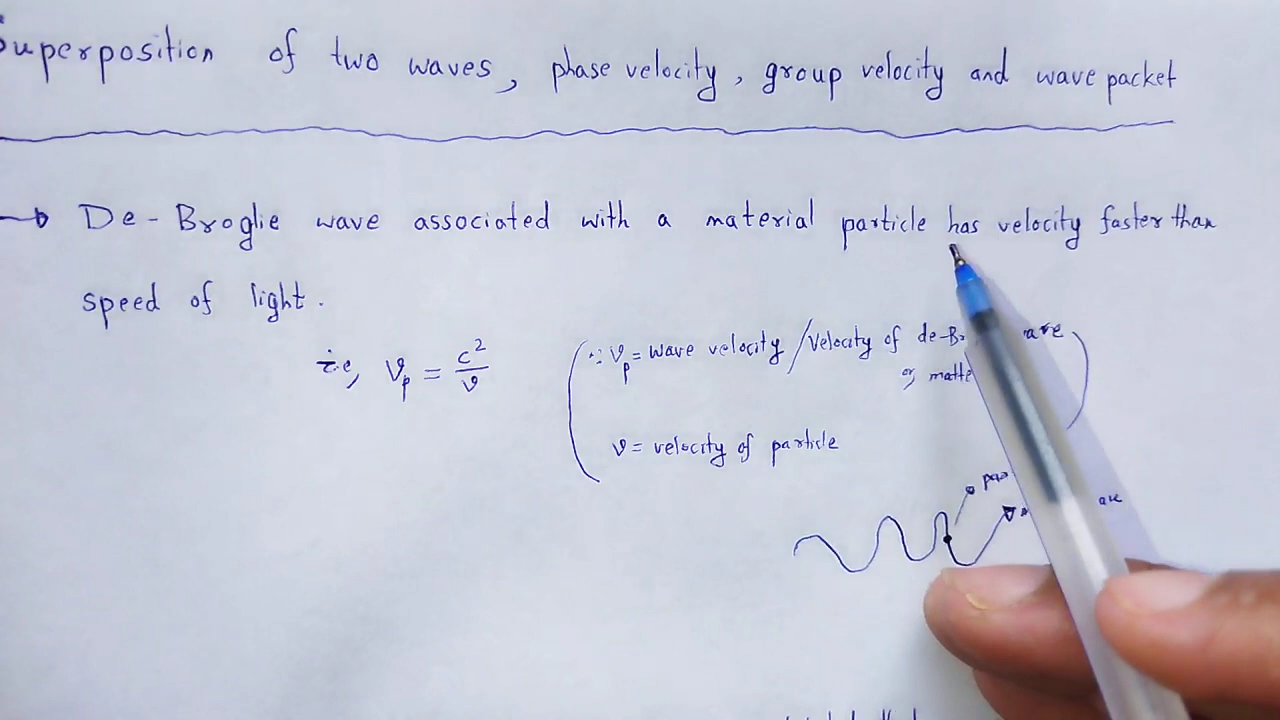 Superposition of two waves, phase velocity, group velocity and wave packet
→ De-Broglie wave associated with a material particle has velocity faster than
speed of light.
i.e, Vp = c²/v (∵ Vp = wave velocity/Velocity of
or
v = velocity of particle )